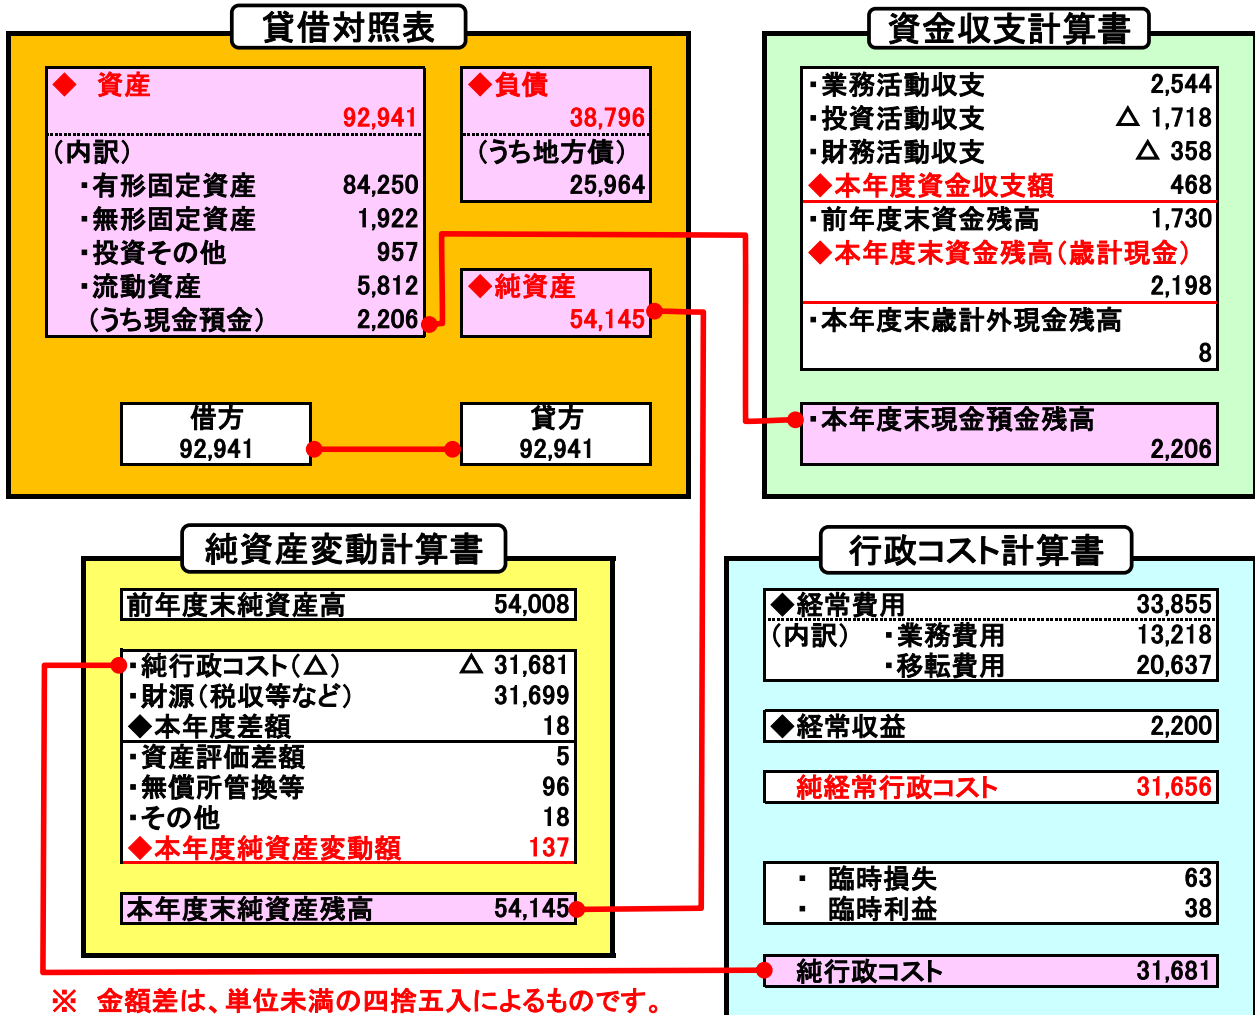 貸借対照表
◆ 資産
92,941
(内訳)
・有形固定資産 84,250
・無形固定資産 1,922
・投資その他 957
・流動資産 5,812
(うち現金預金) 2,206
◆負債
38,796
(うち地方債)
25,964
◆純資産
54,145
借方
92,941
貸方
92,941
資金収支計算書
・業務活動収支 2,544
・投資活動収支 △ 1,718
・財務活動収支 △ 358
◆本年度資金収支額 468
・前年度末資金残高 1,730
◆本年度末資金残高(歳計現金)
2,198
・本年度末歳計外現金残高
8
・本年度末現金預金残高
2,206
純資産変動計算書
前年度末純資産高 54,008
・純行政コスト(△) △ 31,681
・財源(税収等など) 31,699
◆本年度差額 18
・資産評価差額 5
・無償所管換等 96
・その他 18
◆本年度純資産変動額 137
本年度末純資産残高 54,145
行政コスト計算書
◆経常費用 33,855
(内訳) ・業務費用 13,218
・移転費用 20,637
◆経常収益 2,200
純経常行政コスト 31,656
・ 臨時損失 63
・ 臨時利益 38
純行政コスト 31,681
※ 金額差は、単位未満の四捨五入によるものです。